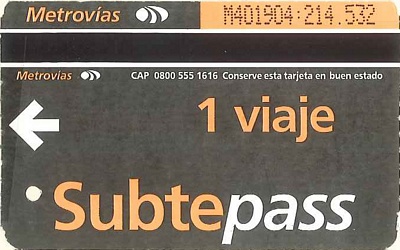 Metrovías M401904·214.532
Metrovías CAP 0800 555 1616 Conserve esta tarjeta en buen estado
1 viaje
Subtepass